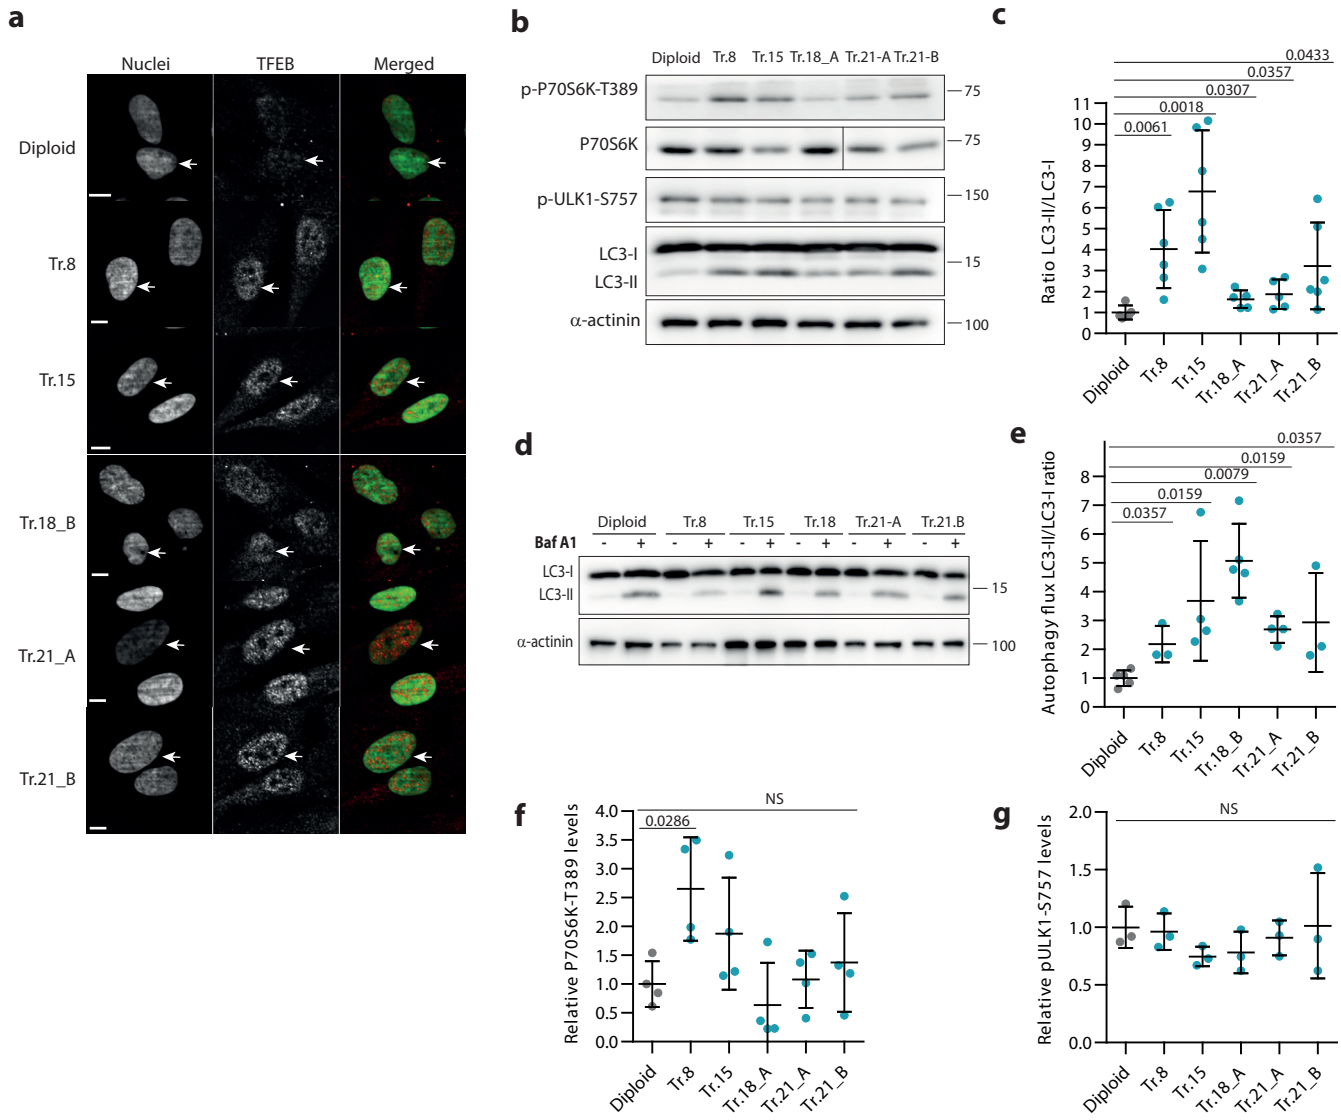 a
Nuclei TFEB Merged
Diploid
Tr.8
Tr.15
Tr.18_B
Tr.21_A
Tr.21_B
b
Diploid Tr.8 Tr.15 Tr.18_A Tr.21-A Tr.21-B
p-P70S6K-T389
75
P70S6K
75
p-ULK1-S757
150
LC3-I
15
LC3-II
α-actinin
100
c
0.0433
0.0357
0.0307
0.0018
0.0061
Ratio LC3-II/LC3-I
11
10
9
8
7
6
5
4
3
2
1
0
Diploid
Tr.8
Tr.15
Tr.18_A
Tr.21_A
Tr.21_B
d
Diploid Tr.8 Tr.15 Tr.18 Tr.21-A Tr.21.B
Baf A1 - + - + - + - + - + - +
LC3-I
15
LC3-II
α-actinin
100
e
0.0357
0.0159
0.0079
0.0159
0.0357
Autophagy flux LC3-II/LC3-I ratio
8
7
6
5
4
3
2
1
0
Diploid
Tr.8
Tr.15
Tr.18_B
Tr.21_A
Tr.21_B
f
NS
0.0286
Relative P70S6K-T389 levels
4.0
3.5
3.0
2.5
2.0
1.5
1.0
0.5
0.0
Diploid
Tr.8
Tr.15
Tr.18_A
Tr.21_A
Tr.21_B
g
NS
Relative pULK1-S757 levels
2.0
1.5
1.0
0.5
0.0
Diploid
Tr.8
Tr.15
Tr.18_A
Tr.21_A
Tr.21_B